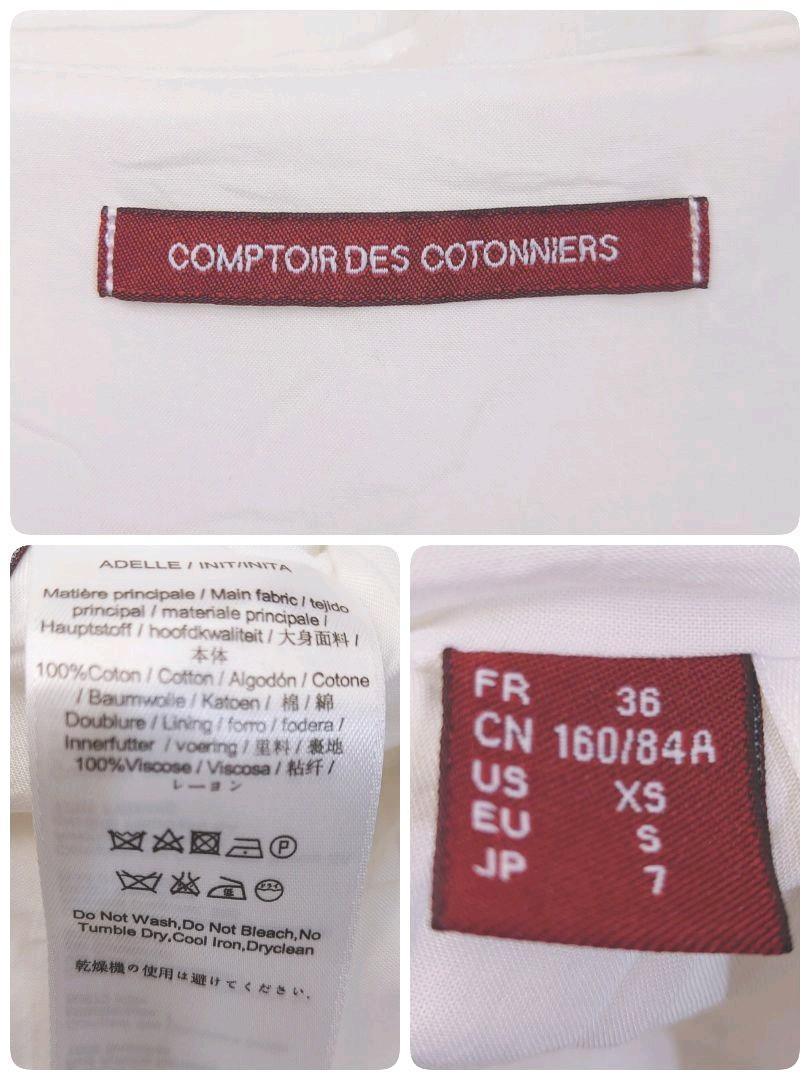 COMPTOIR DES COTONNIERS
ADELLE / INIT/INITA
Matière principale / Main fabric / tejido
principal / materiale principale /
Hauptstoff / hoofdkwaliteit / 大身面料 /
本体
100%Coton / Cotton / Algodón / Cotone
/ Baumwolle / Katoen / 棉 / 綿
Doublure / Lining / forro / fodera /
Innerfutter / voering / 里料 / 裏地
100%Viscose / Viscosa / 粘纤 /
レーヨン
P
低 ドライ
Do Not Wash,Do Not Bleach,No
Tumble Dry,Cool Iron,Dryclean
乾燥機の使用は避けてください.
FR 36
CN 160/84A
US XS
EU S
JP 7